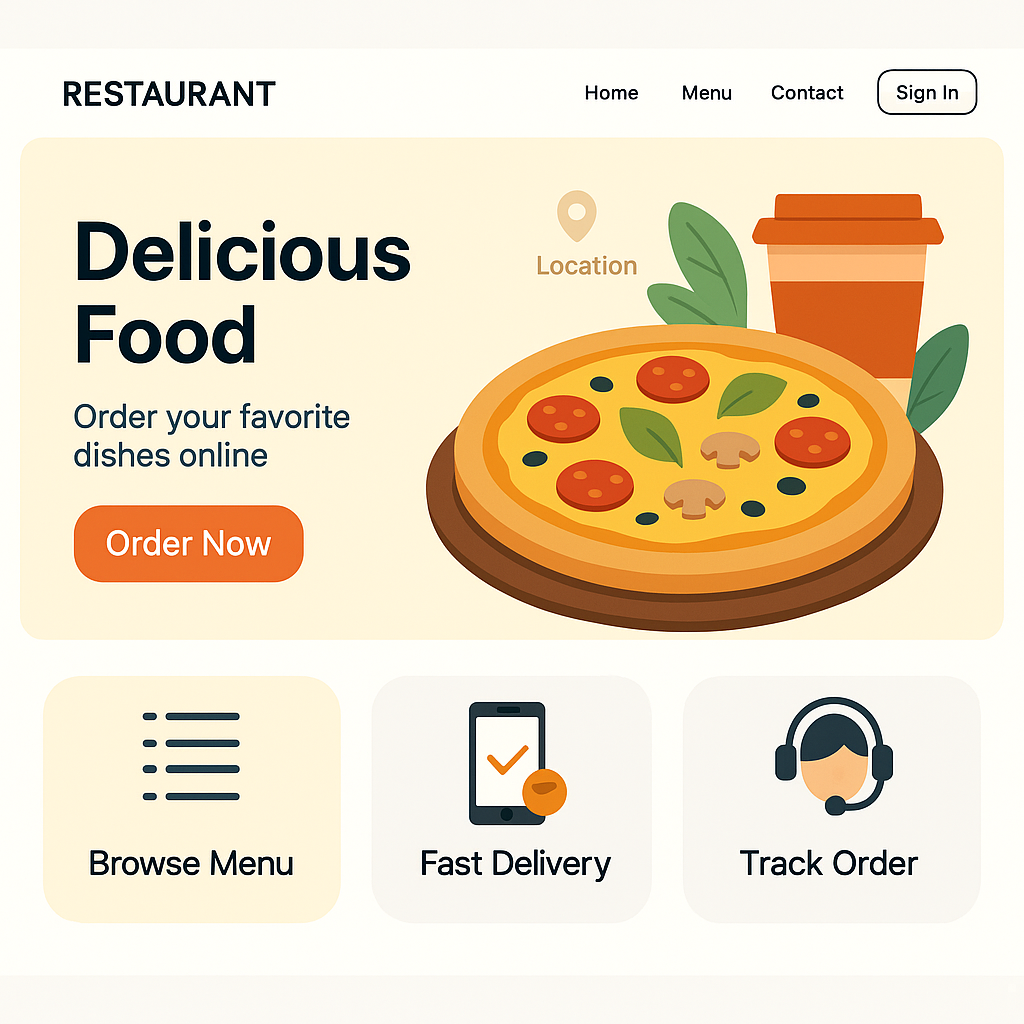 RESTAURANT
Home Menu Contact Sign In
Delicious
Food
Location
Order your favorite
dishes online
Order Now
Browse Menu
Fast Delivery
Track Order